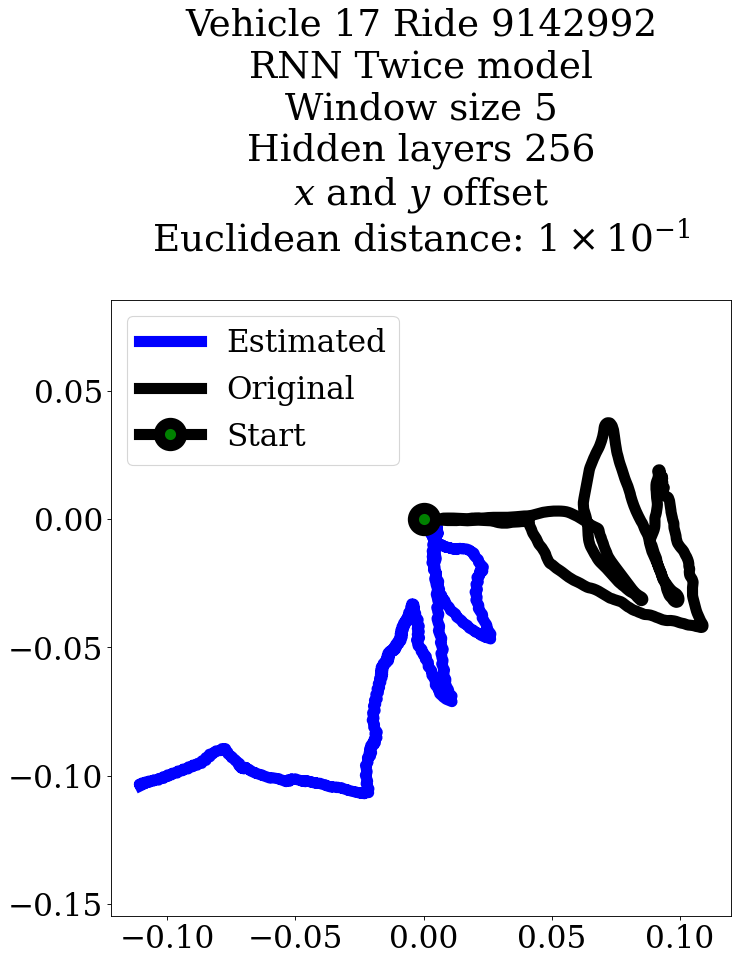 Vehicle 17 Ride 9142992
RNN Twice model
Window size 5
Hidden layers 256
x and y offset
Euclidean distance: 1 × 10⁻¹
Estimated
Original
Start
0.05
0.00
−0.05
−0.10
−0.15
−0.10 −0.05 0.00 0.05 0.10